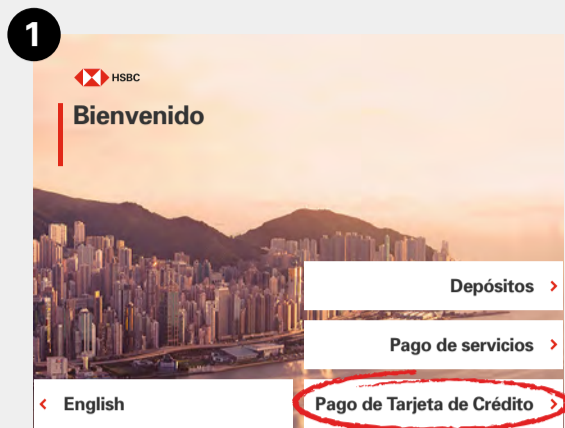 1
HSBC
Bienvenido
Depósitos
Pago de servicios
English
Pago de Tarjeta de Crédito